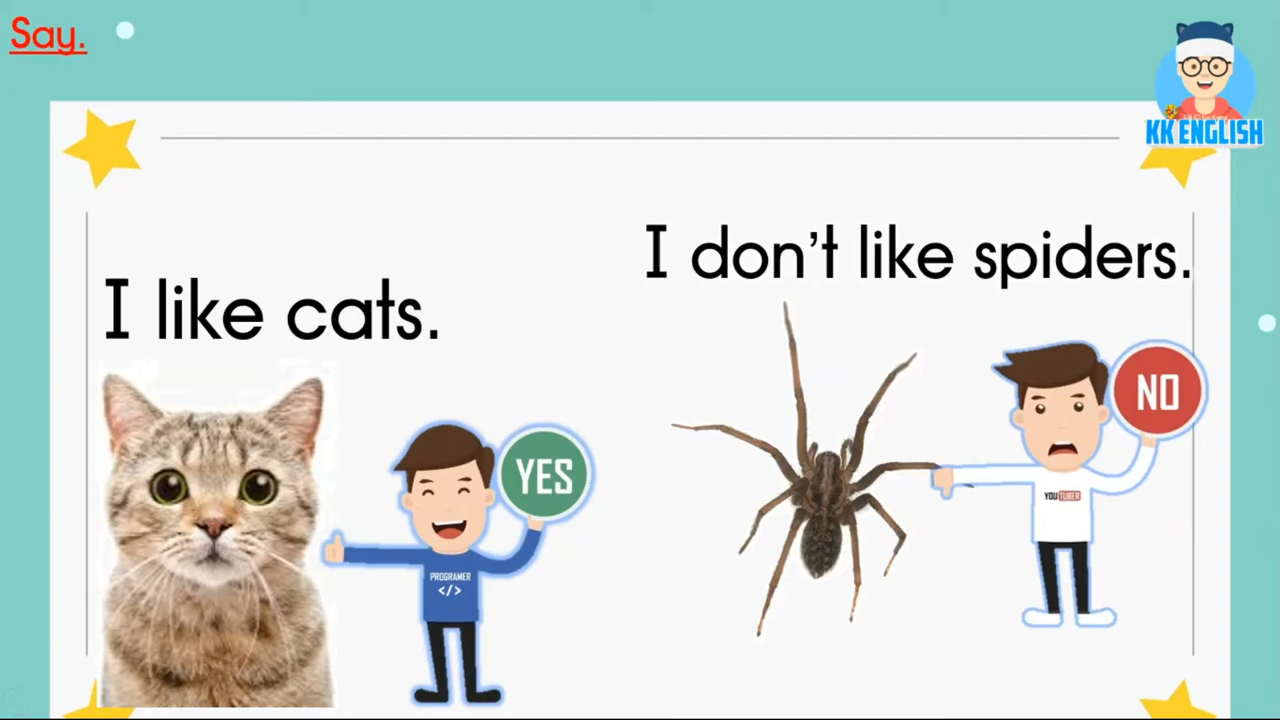 Say.
KK ENGLISH
I don't like spiders.
I like cats.
NO
YES
YOUTUBER
PROGRAMER
</>